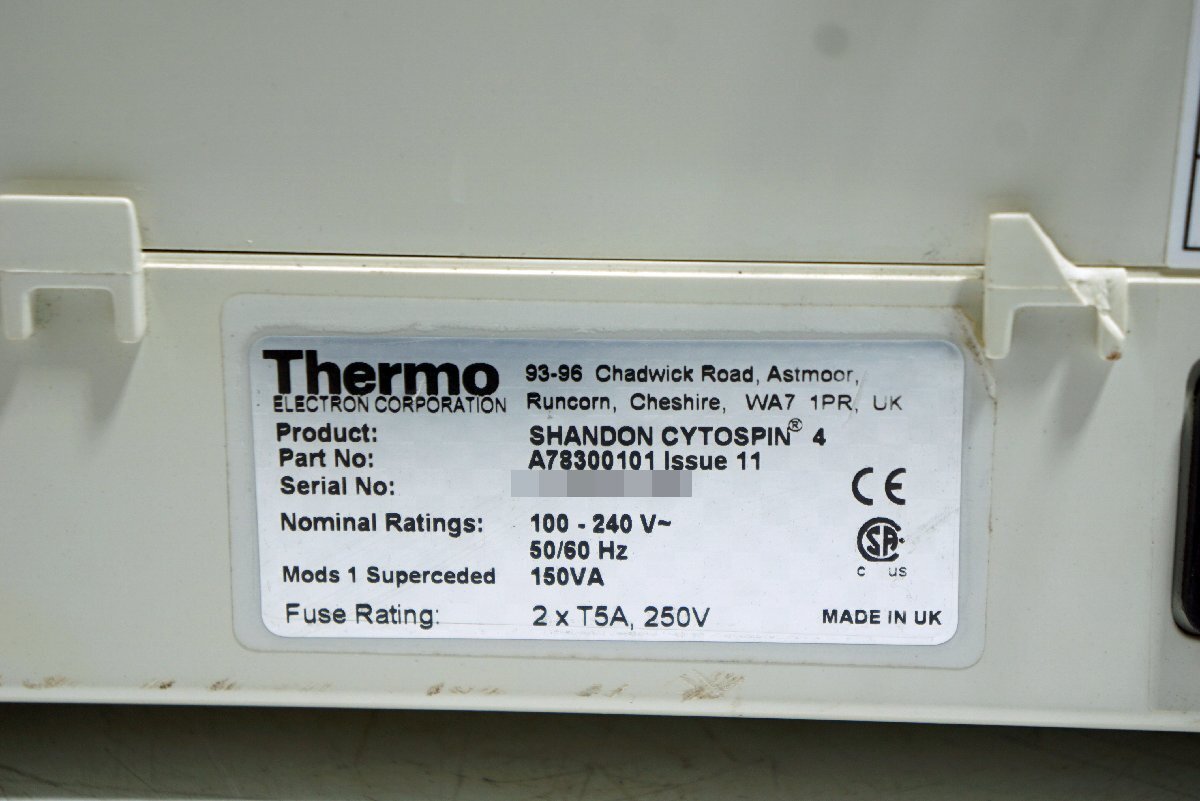 Thermo
ELECTRON CORPORATION
93-96 Chadwick Road, Astmoor,
Runcorn, Cheshire, WA7 1PR, UK
Product: SHANDON CYTOSPIN® 4
Part No: A78300101 Issue 11
Serial No:
Nominal Ratings: 100 - 240 V~
50/60 Hz
Mods 1 Superceded 150VA
Fuse Rating: 2 x T5A, 250V
CE
SA
C US
MADE IN UK